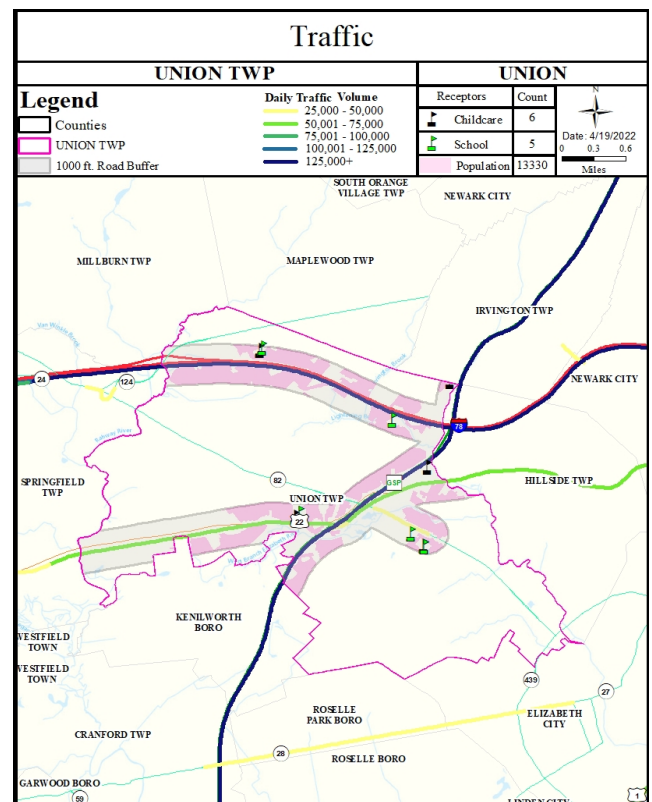 Traffic
UNION TWP
UNION
Legend
Counties
UNION TWP
1000 ft. Road Buffer
Daily Traffic Volume
25,000 - 50,000
50,001 - 75,000
75,001 - 100,000
100,001 - 125,000
125,000+
Receptors Count
Childcare 6
School 5
Population 13330
N
Date: 4/19/2022
0 0.3 0.6
Miles
SOUTH ORANGE
VILLAGE TWP
NEWARK CITY
MILLBURN TWP
MAPLEWOOD TWP
IRVINGTON TWP
24
124
NEWARK CITY
78
SPRINGFIELD
TWP
82
GSP
HILLSIDE TWP
UNION TWP
22
KENILWORTH
BORO
WESTFIELD
TOWN
WESTFIELD
TOWN
439
27
ROSELLE
PARK BORO
ELIZABETH
CITY
CRANFORD TWP
28
ROSELLE BORO
GARWOOD BORO
59
LINDEN CITY
1